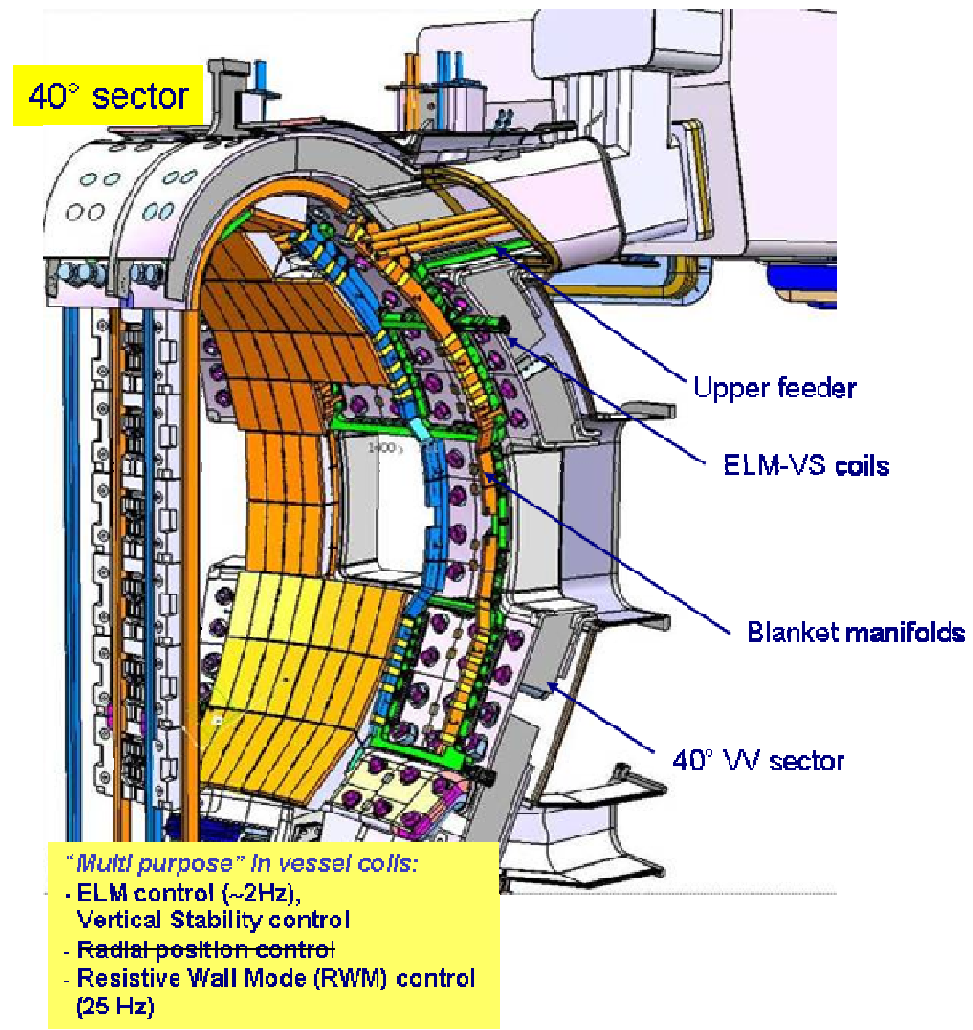 40° sector
1400
Upper feeder
ELM-VS coils
Blanket manifolds
40° VV sector
"Multi purpose" in vessel coils:
- ELM control (~2Hz),
Vertical Stability control
- Radial position control
- Resistive Wall Mode (RWM) control
(25 Hz)